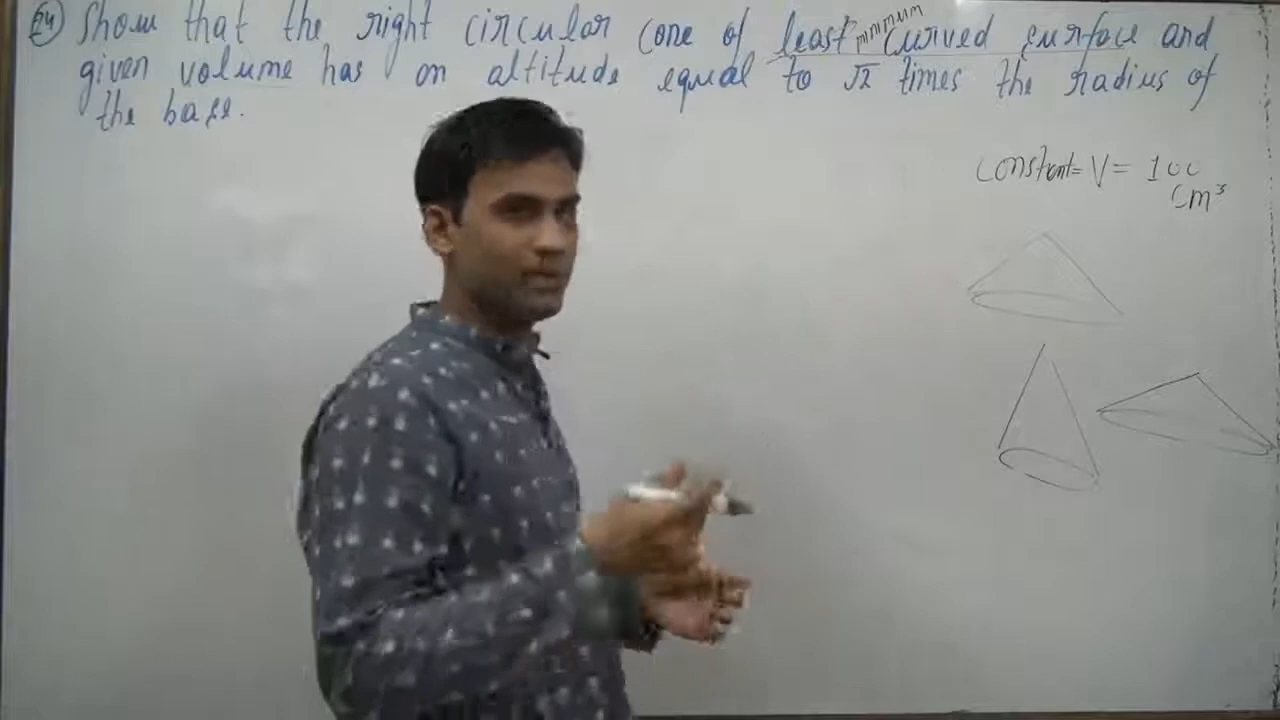 24 Show that the right circular cone of least minimum curved surface and
given volume has an altitude equal to √2 times the radius of
the base.
Constant = V = 100
cm³